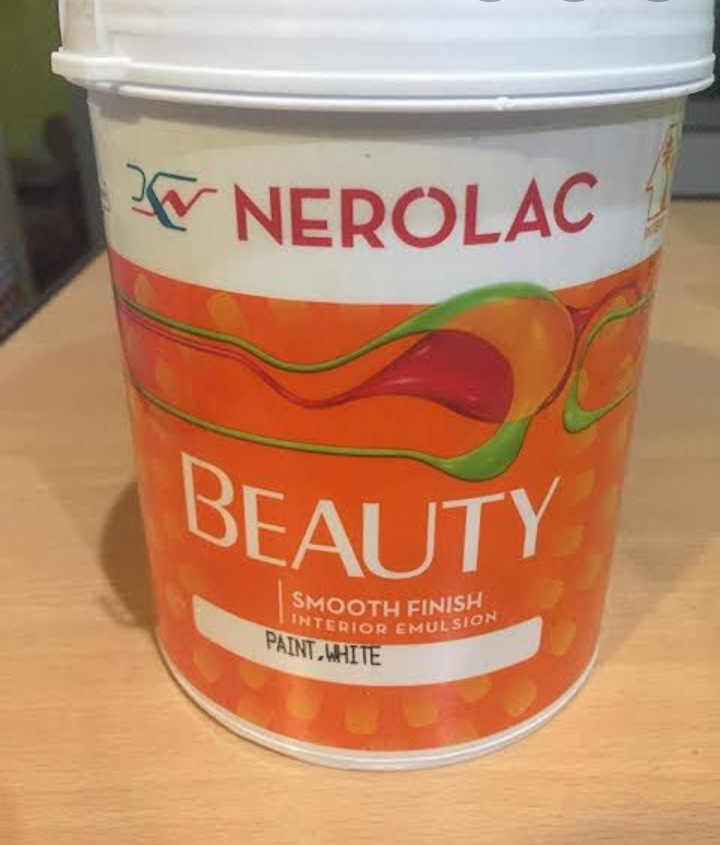 NEROLAC
BEAUTY
SMOOTH FINISH
INTERIOR EMULSION
PAINT,WHITE